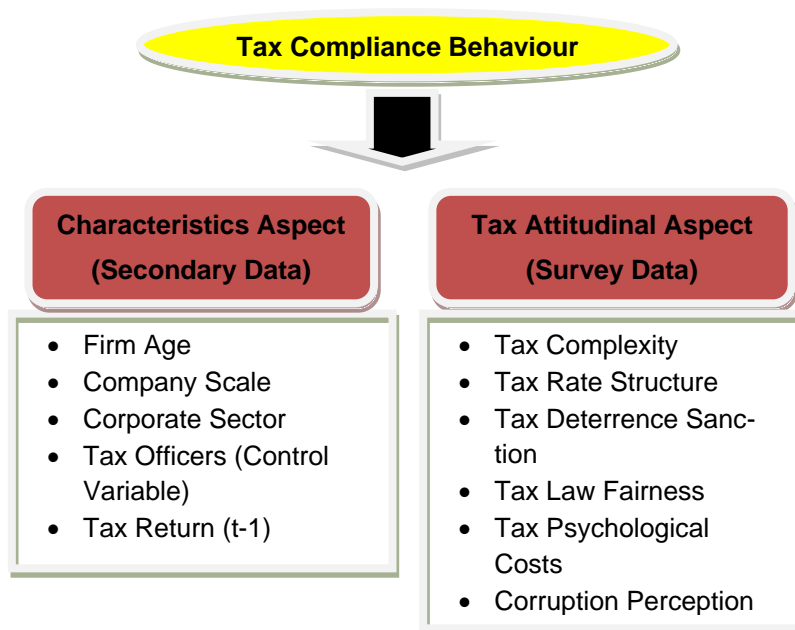 Tax Compliance Behaviour
Characteristics Aspect
(Secondary Data)
• Firm Age
• Company Scale
• Corporate Sector
• Tax Officers (Control
Variable)
• Tax Return (t-1)
Tax Attitudinal Aspect
(Survey Data)
• Tax Complexity
• Tax Rate Structure
• Tax Deterrence Sanc-
tion
• Tax Law Fairness
• Tax Psychological
Costs
• Corruption Perception